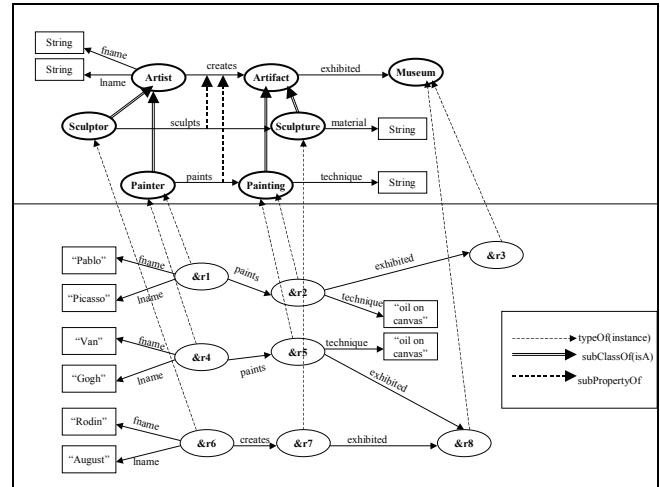 String
fname
String
lname
Artist
creates
Artifact
exhibited
Museum
Sculptor
sculpts
Sculpture
material
String
Painter
paints
Painting
technique
String
"Pablo"
fname
"Picasso"
lname
&r1
paints
&r2
exhibited
&r3
technique
"oil on
canvas"
"Van"
fname
"Gogh"
lname
&r4
paints
&r5
technique
"oil on
canvas"
exhibited
"Rodin"
fname
"August"
lname
&r6
creates
&r7
exhibited
&r8
typeOf(instance)
subClassOf(isA)
subPropertyOf